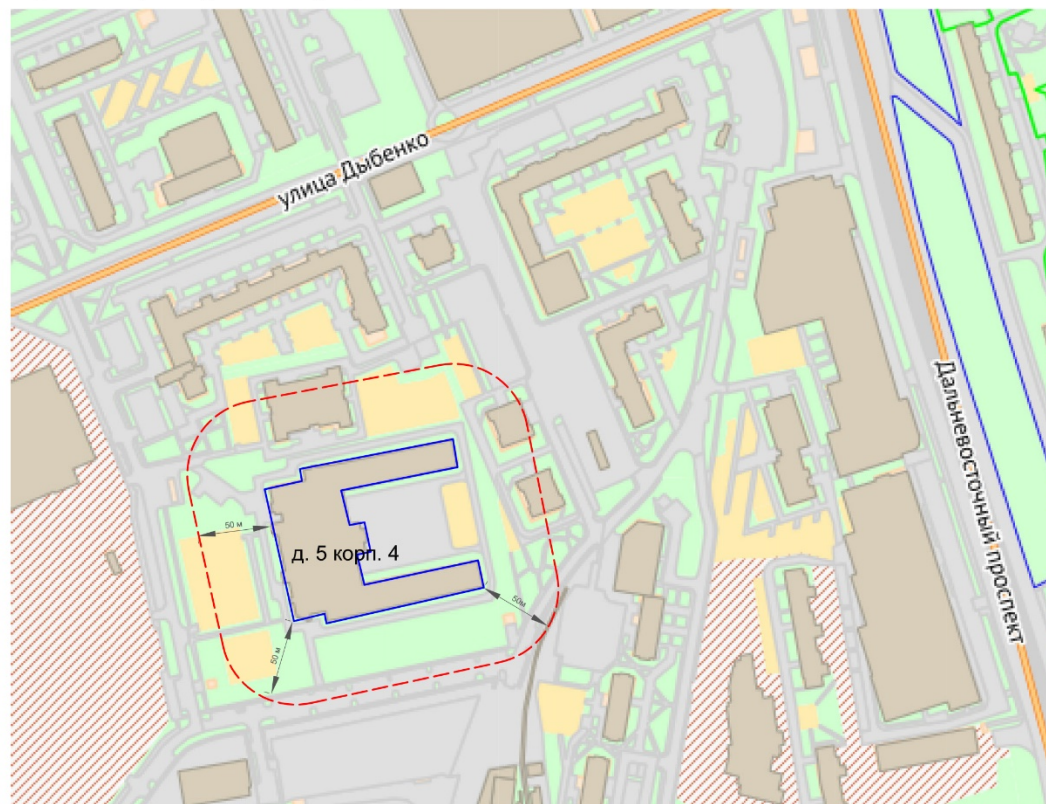 улица Дыбенко
Дальневосточный проспект
50 м
д. 5 корп. 4
50м
50 м